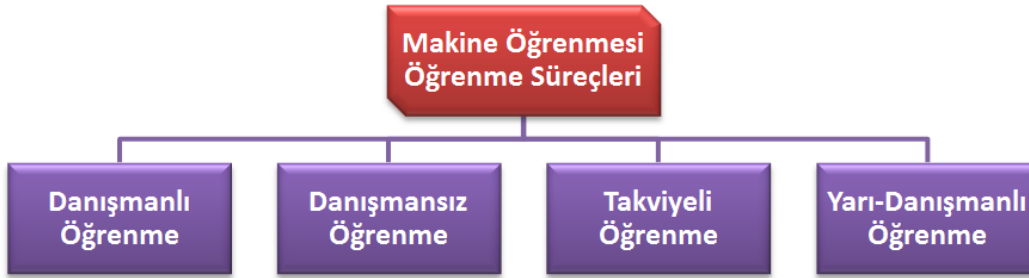 Makine Öğrenmesi
Öğrenme Süreçleri
Danışmanlı
Öğrenme
Danışmansız
Öğrenme
Takviyeli
Öğrenme
Yarı-Danışmanlı
Öğrenme